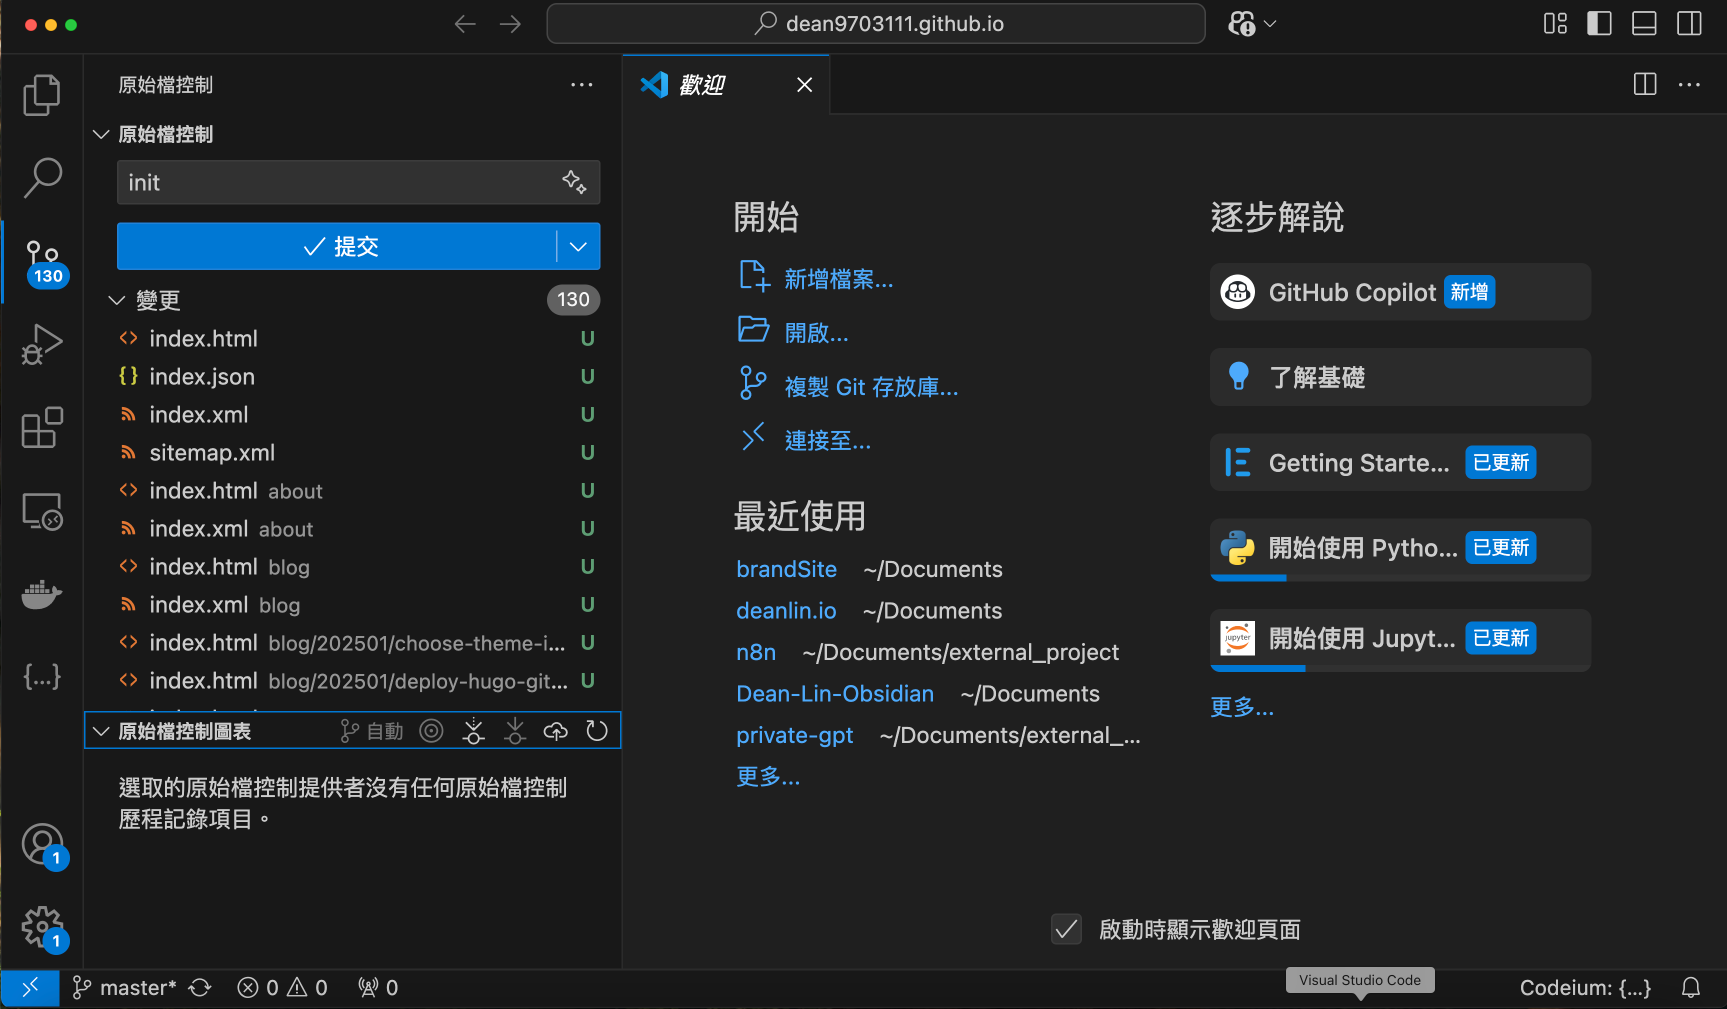 dean9703111.github.io
原始檔控制
歡迎
原始檔控制
init
提交
變更
130
130
index.html U
index.json U
index.xml U
sitemap.xml U
index.html about U
index.xml about U
index.html blog U
index.xml blog U
index.html blog/202501/choose-theme-i... U
index.html blog/202501/deploy-hugo-git... U
原始檔控制圖表
自動
選取的原始檔控制提供者沒有任何原始檔控制
歷程記錄項目。
1
1
開始
新增檔案...
開啟...
複製 Git 存放庫...
連接至...
最近使用
brandSite ~/Documents
deanlin.io ~/Documents
n8n ~/Documents/external_project
Dean-Lin-Obsidian ~/Documents
private-gpt ~/Documents/external_...
更多...
逐步解說
GitHub Copilot 新增
了解基礎
Getting Starte... 已更新
開始使用 Pytho... 已更新
jupyter
開始使用 Jupyt... 已更新
更多...
啟動時顯示歡迎頁面
Visual Studio Code
master* 0 0 0
Codeium: {...}